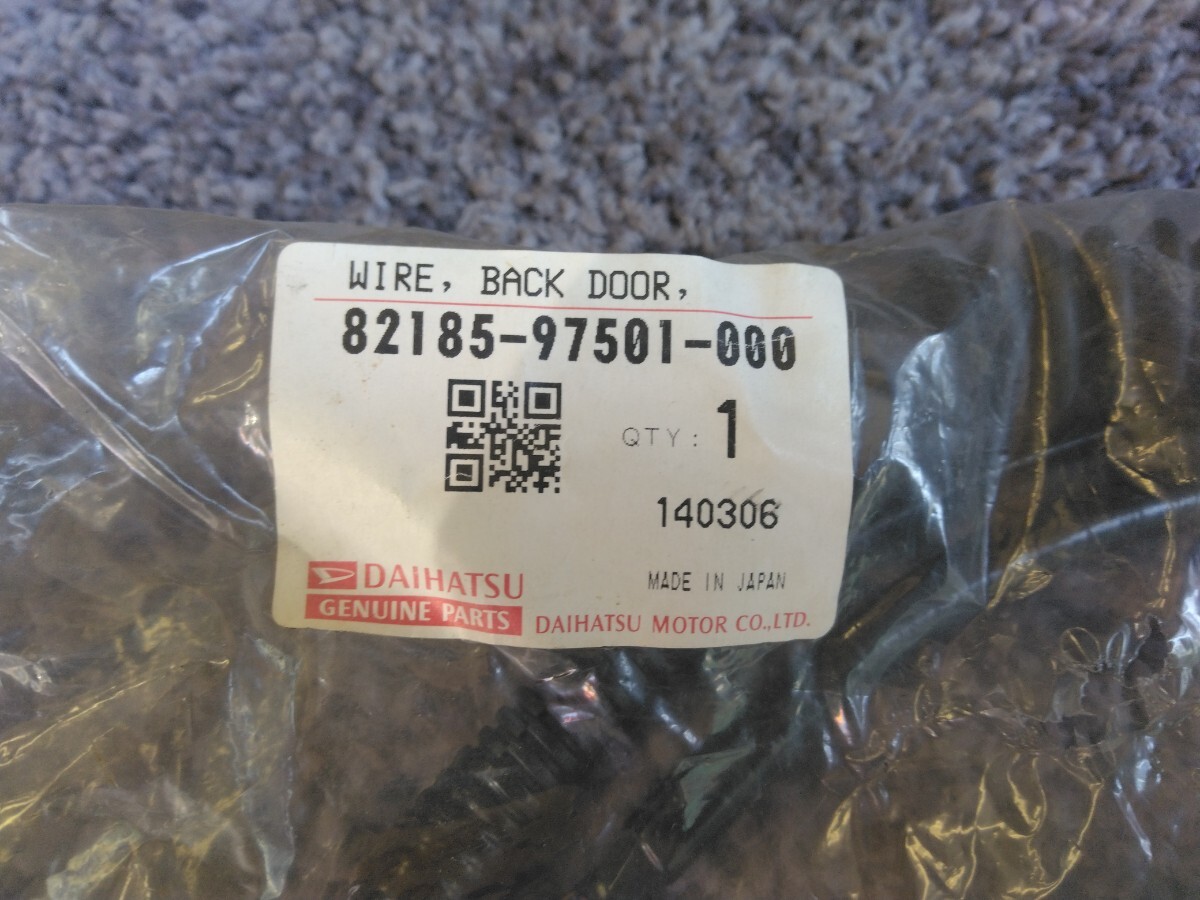 WIRE, BACK DOOR,
82185-97501-000
QTY: 1
140306
DAIHATSU
MADE IN JAPAN
GENUINE PARTS
DAIHATSU MOTOR CO.,LTD.